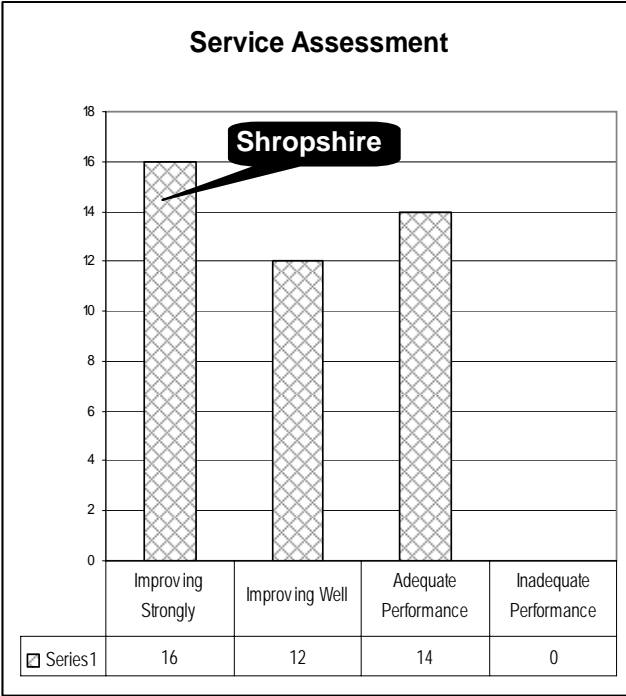 Service Assessment
18
16
14
12
10
8
6
4
2
0
Shropshire
Improving
Strongly
Improving Well
Adequate
Performance
Inadequate
Performance
Series1 16 12 14 0